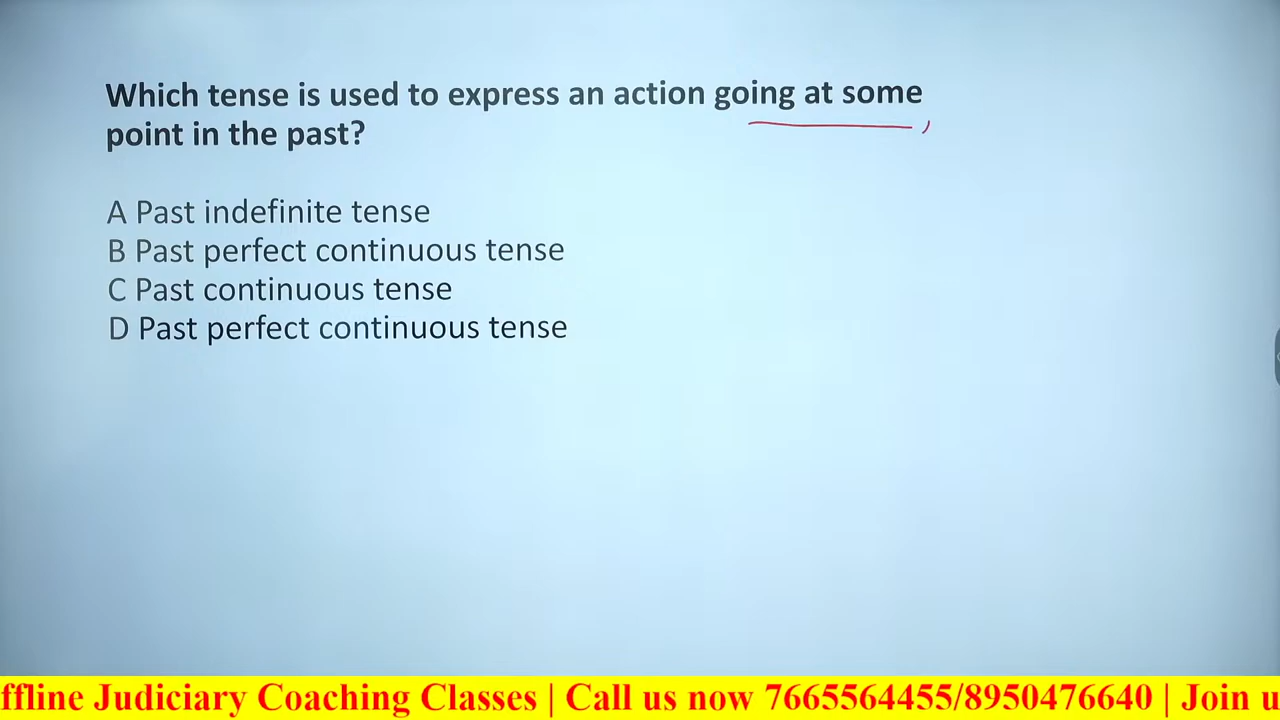 Which tense is used to express an action going at some
point in the past?
A Past indefinite tense
B Past perfect continuous tense
C Past continuous tense
D Past perfect continuous tense
ffline Judiciary Coaching Classes | Call us now 7665564455/8950476640 | Join u